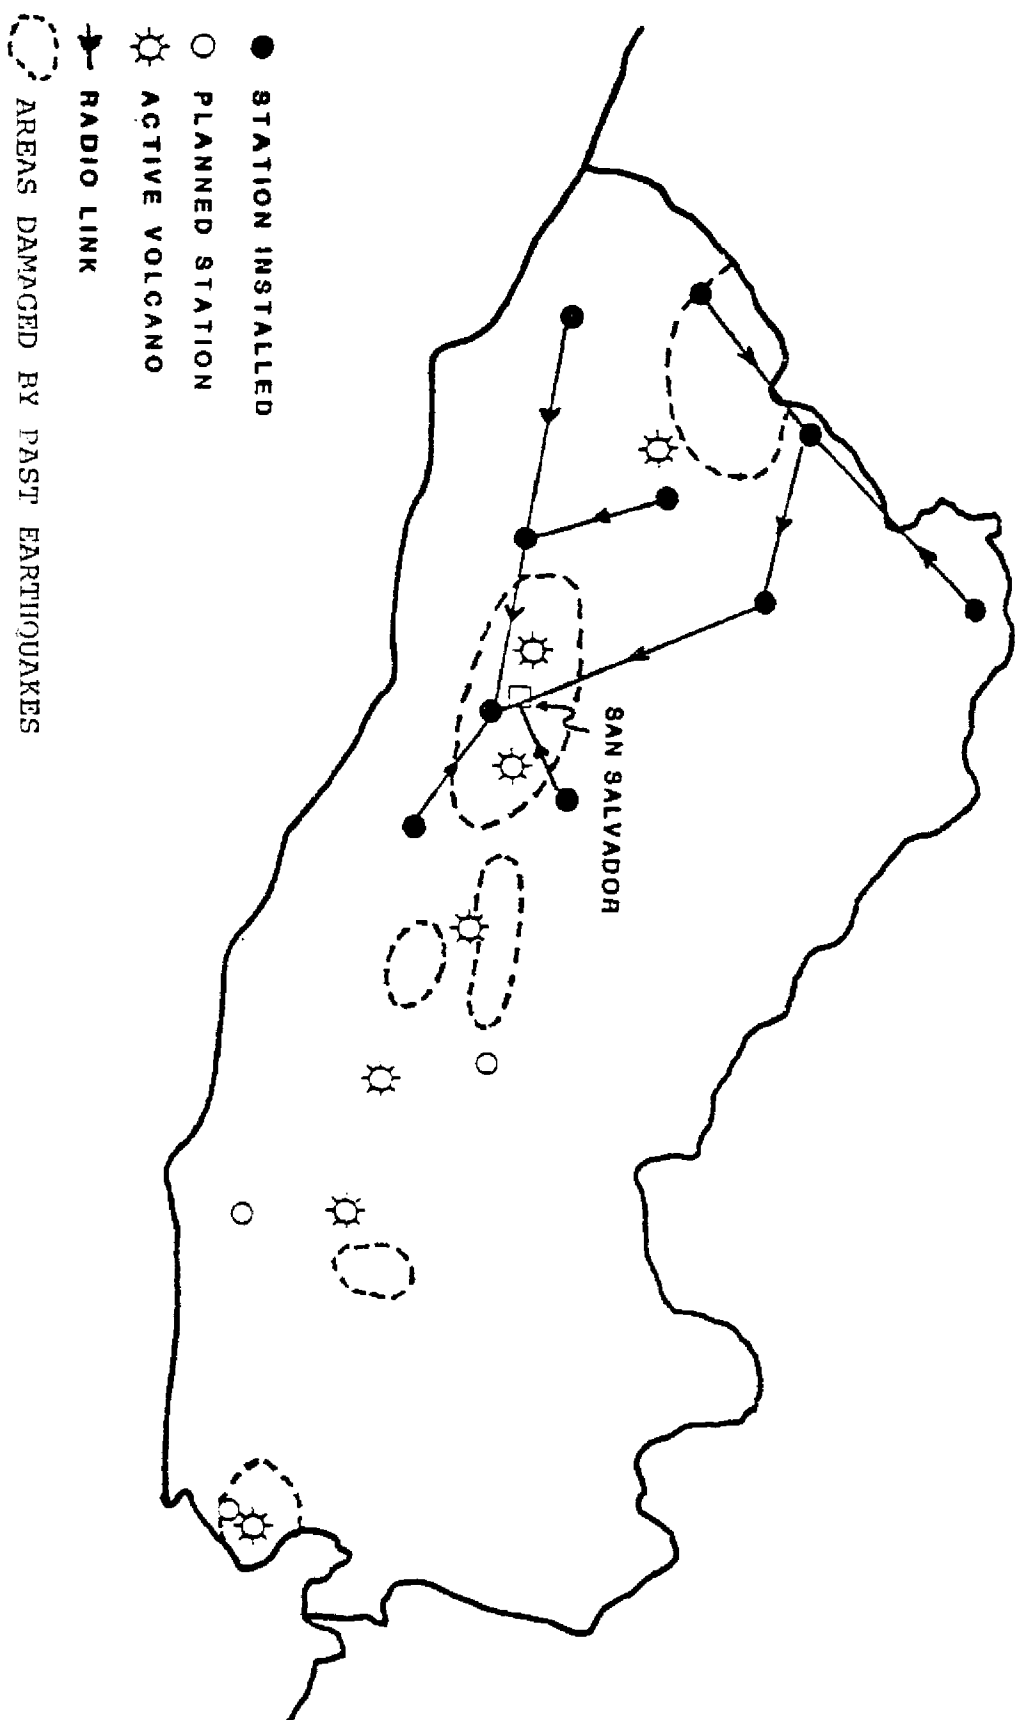 SAN SALVADOR
STATION INSTALLED
PLANNED STATION
ACTIVE VOLCANO
RADIO LINK
AREAS DAMAGED BY PAST EARTHQUAKES